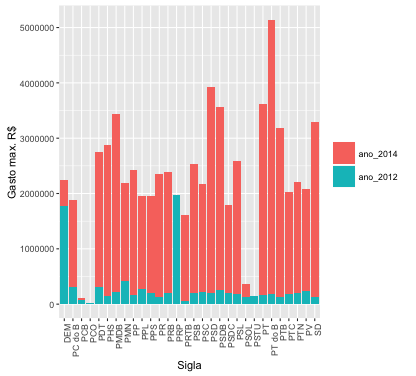 5000000
4000000
3000000
2000000
1000000
0
Gasto max. R$
DEM
PC do B
PCB
PCO
PDT
PHS
PMDB
PMN
PP
PPL
PPS
PR
PRB
PRP
PRTB
PSB
PSC
PSD
PSDB
PSDC
PSL
PSOL
PSTU
PT
PT do B
PTB
PTC
PTN
PV
SD
Sigla
ano_2014
ano_2012